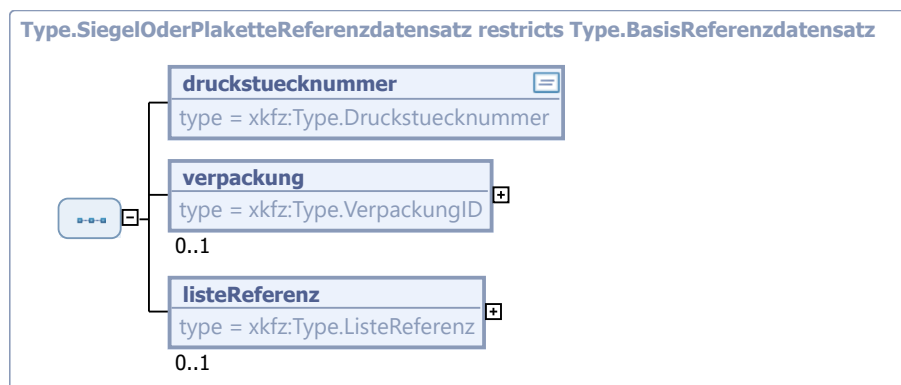 Type.SiegelOderPlaketteReferenzdatensatz restricts Type.BasisReferenzdatensatz
druckstuecknummer
type = xkfz:Type.Druckstuecknummer
verpackung
type = xkfz:Type.VerpackungID
0..1
listeReferenz
type = xkfz:Type.ListeReferenz
0..1